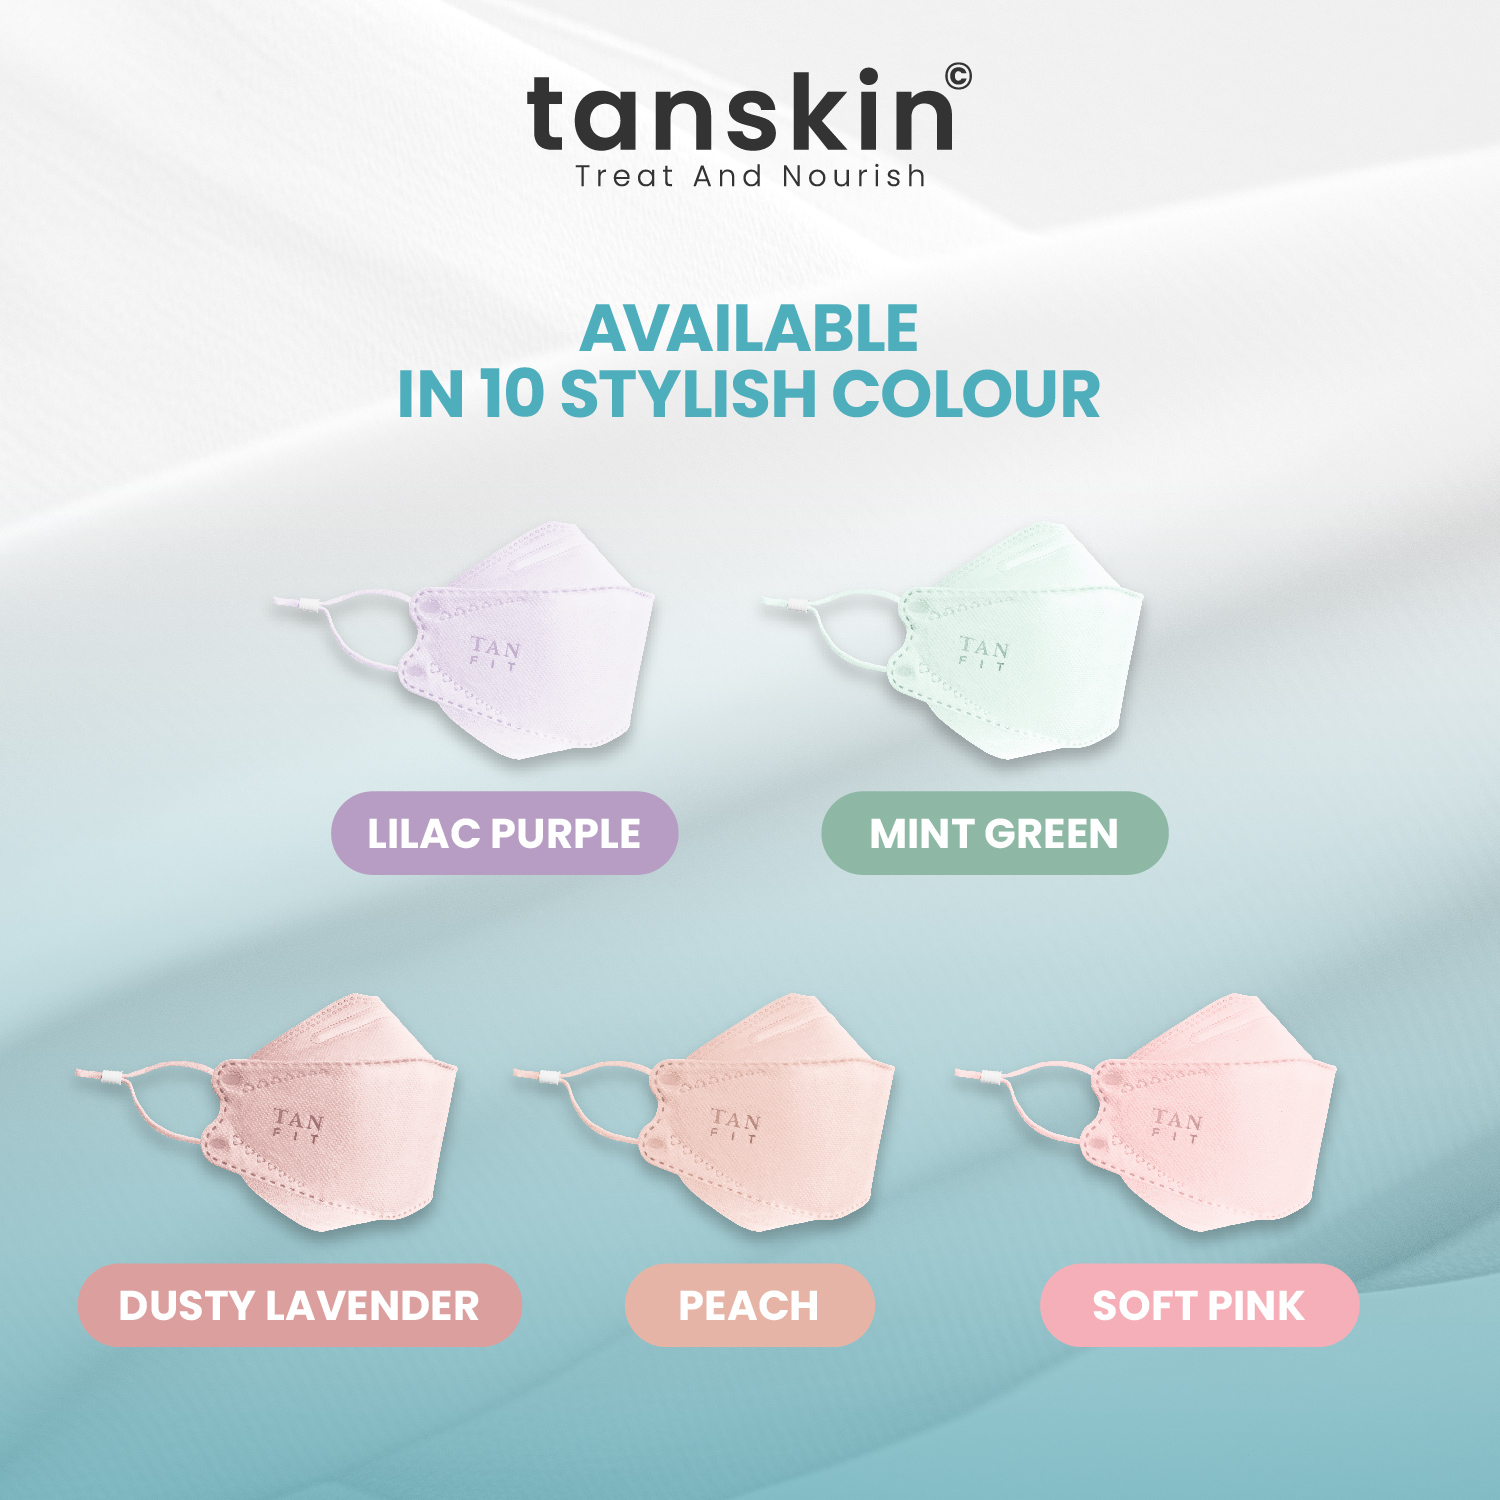 tanskin©
Treat And Nourish
AVAILABLE
IN 10 STYLISH COLOUR
TAN
FIT
TAN
FIT
LILAC PURPLE
MINT GREEN
TAN
FIT
TAN
FIT
TAN
FIT
DUSTY LAVENDER
PEACH
SOFT PINK